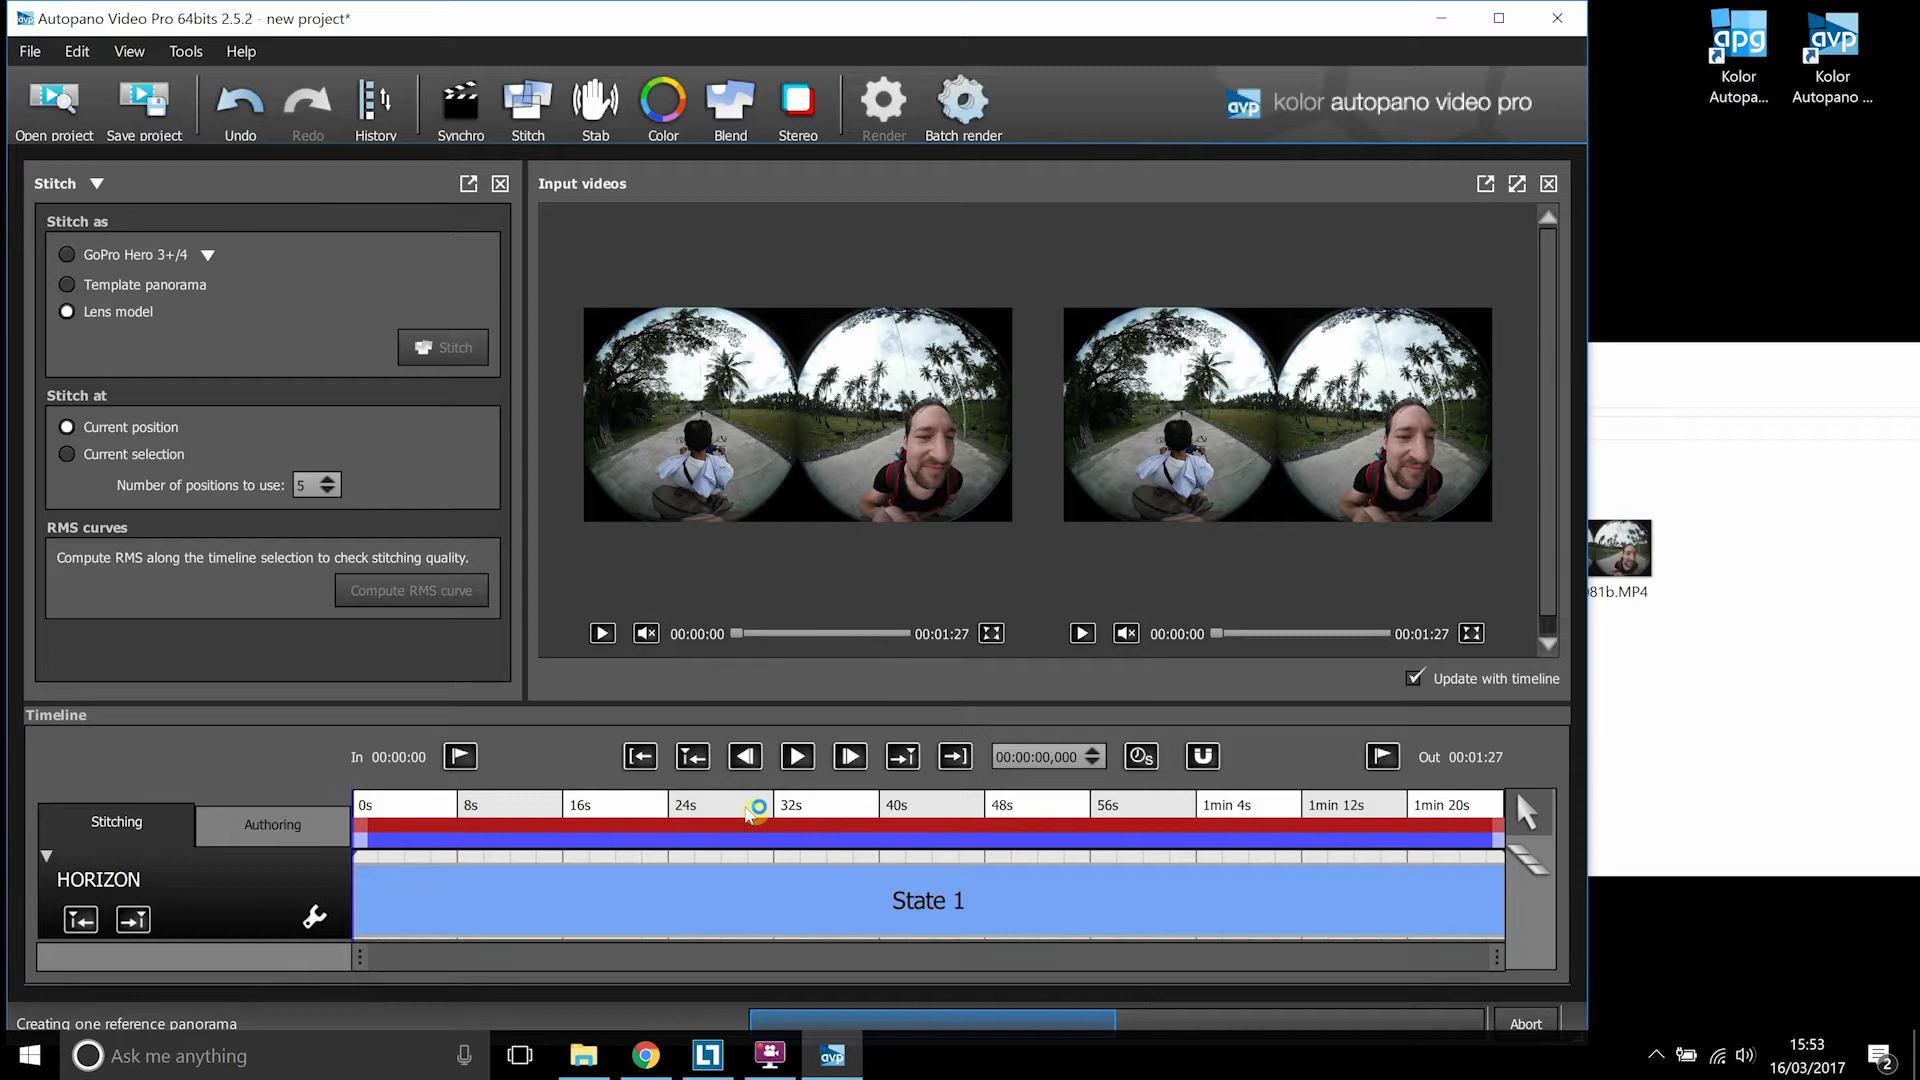 Autopano Video Pro 64bits 2.5.2 - new project*
File Edit View Tools Help
Open project Save project Undo Redo History Synchro Stitch Stab Color Blend Stereo Render Batch render
avp kolor autopano video pro
apg
Kolor
Autopa...
avp
Kolor
Autopano ...
Stitch
Stitch as
GoPro Hero 3+/4
Template panorama
Lens model
Stitch
Stitch at
Current position
Current selection
Number of positions to use: 5
RMS curves
Compute RMS along the timeline selection to check stitching quality.
Compute RMS curve
Input videos
00:00:00 00:01:27
00:00:00 00:01:27
Update with timeline
81b.MP4
Timeline
In 00:00:00
00:00:00,000
Out 00:01:27
Stitching Authoring
0s 8s 16s 24s 32s 40s 48s 56s 1min 4s 1min 12s 1min 20s
HORIZON
State 1
Creating one reference panorama
Abort
Ask me anything
avp
15:53
16/03/2017
2